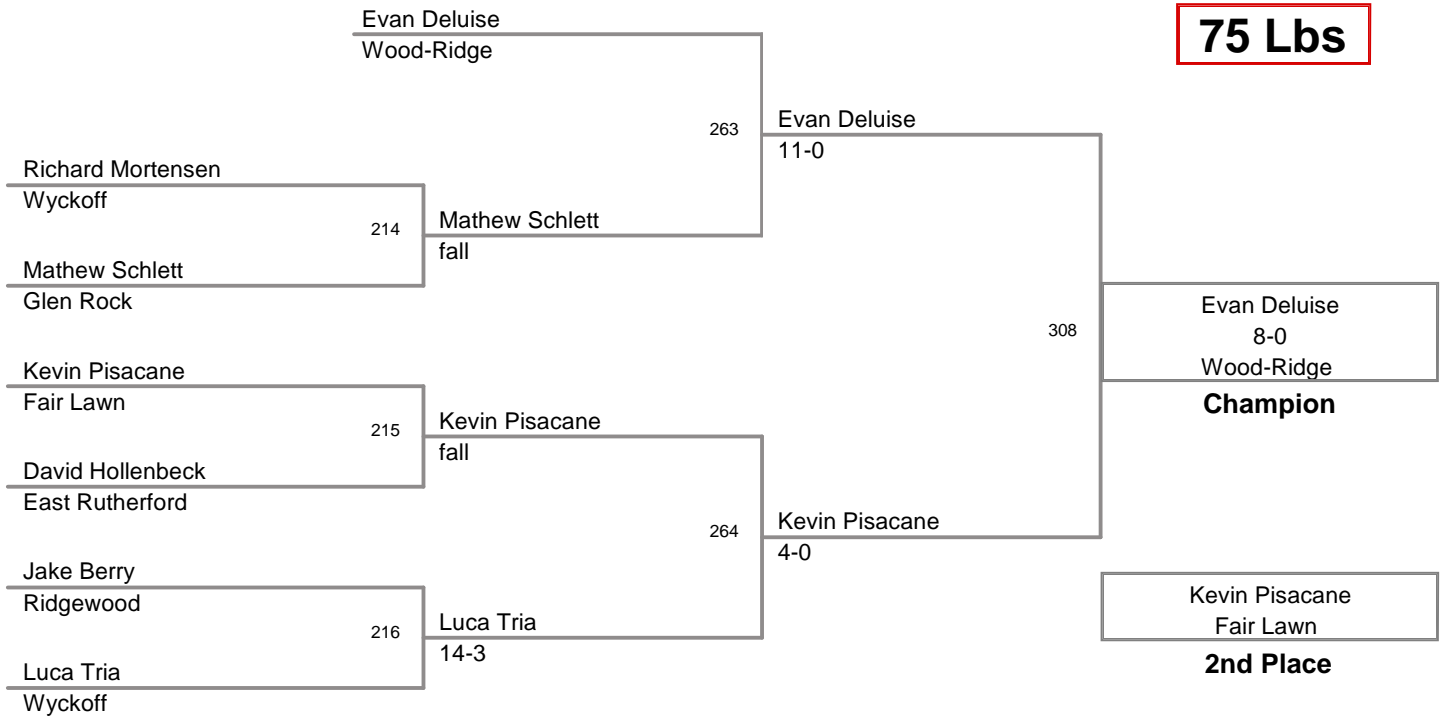 Evan Deluise
Wood-Ridge
75 Lbs
263
Evan Deluise
11-0
Richard Mortensen
Wyckoff
214
Mathew Schlett
fall
Mathew Schlett
Glen Rock
308
Evan Deluise
8-0
Wood-Ridge
Champion
Kevin Pisacane
Fair Lawn
215
Kevin Pisacane
fall
David Hollenbeck
East Rutherford
264
Kevin Pisacane
4-0
Jake Berry
Ridgewood
216
Luca Tria
14-3
Luca Tria
Wyckoff
Kevin Pisacane
Fair Lawn
2nd Place